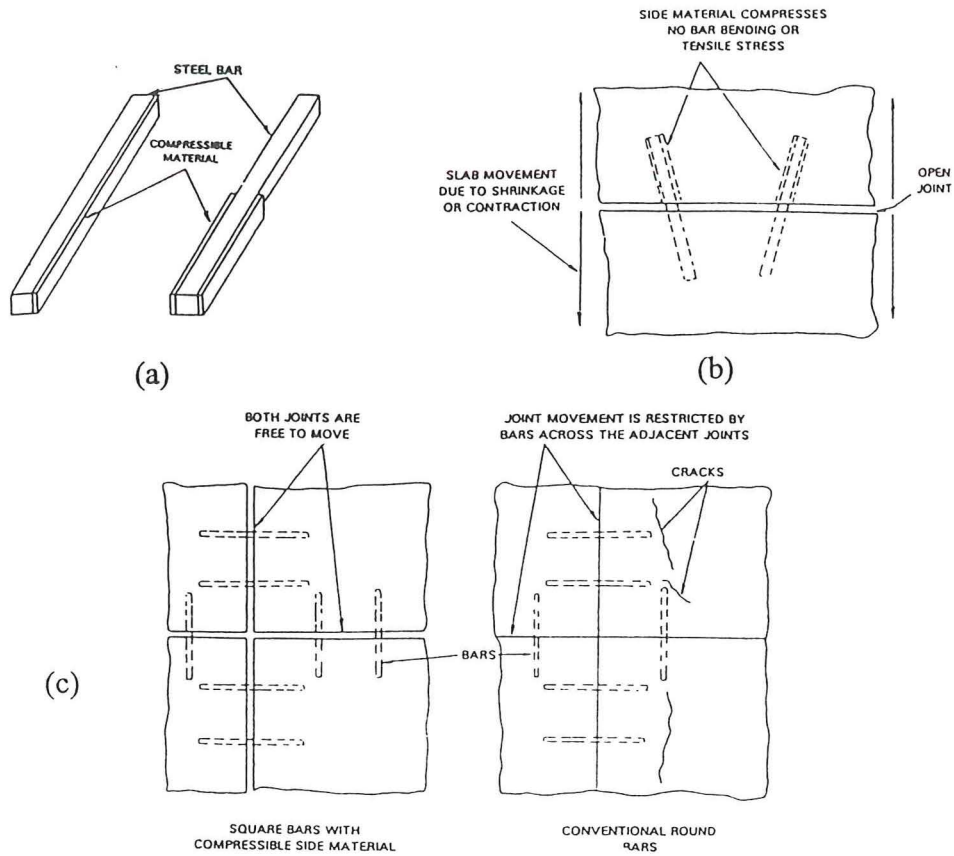 STEEL BAR
COMPRESSIBLE
MATERIAL
(a)
SIDE MATERIAL COMPRESSES
NO BAR BENDING OR
TENSILE STRESS
SLAB MOVEMENT
DUE TO SHRINKAGE
OR CONTRACTION
OPEN
JOINT
(b)
BOTH JOINTS ARE
FREE TO MOVE
JOINT MOVEMENT IS RESTRICTED BY
BARS ACROSS THE ADJACENT JOINTS
CRACKS
BARS
(c)
SQUARE BARS WITH
COMPRESSIBLE SIDE MATERIAL
CONVENTIONAL ROUND
BARS